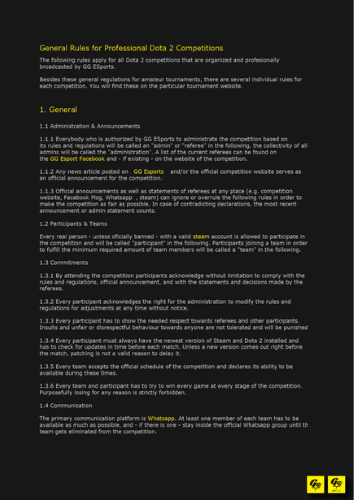 General Rules for Professional Dota 2 Competitions
The following rules apply for all Dota 2 competitions that are organized and profesionally
broadcasted by GG ESports.
Besides these general regulations for amateur tournaments, there are several individual rules for
each competition. You will find these on the particular tournament website.
1. General
1.1 Administration & Announcements
1.1.1 Everybody who is authorized by GG ESports to administrate the competition based on
its rules and regulations will be called an "admin" or "referee" in the following, the collectivity of all
admins will be called the "administration". A list of the current referees can be found on
the GG Esport Facebook and - if existing - on the website of the competition.
1.1.2 Any news article posted on GG Esports and/or the official competition website serves as
an official announcement for the competition.
1.1.3 Official announcements as well as statements of referees at any place (e.g. competition
website, Facebook Msg, Whatsapp , steam) can ignore or overrule the following rules in order to
make the competition as fair as possible. In case of contradicting declarations, the most recent
announcement or admin statement counts.
1.2 Participants & Teams
Every real person - unless oficially banned - with a valid steam account is allowed to participate in
the competition and will be called "participant" in the following. Participants joining a team in order
to fulfill the minimum required amount of team members will be called a "team" in the following.
1.3 Commitments
1.3.1 By attending the competition participants acknowledge without limitation to comply with the
rules and regulations, official announcement, and with the statements and decisions made by the
referees.
1.3.2 Every participant acknowledges the right for the administration to modify the rules and
regulations for adjustments at any time without notice.
1.3.3 Every participant has to show the needed respect towards referees and other participants.
Insults and unfair or disrespectful behaviour towards anyone are not tolerated and will be punished
1.3.4 Every participant must always have the newest version of Steam and Dota 2 installed and
has to check for updates in time before each match. Unless a new version comes out right before
the match, patching is not a valid reason to delay it.
1.3.5 Every team accepts the official schedule of the competition and declares its ability to be
available during these times.
1.3.6 Every team and participant has to try to win every game at every stage of the competition.
Purposefully losing for any reason is strictly forbidden.
1.4 Communication
The primary communication platform is Whatsapp. At least one member of each team has to be
available as much as possible, and - if there is one - stay inside the official Whatsapp group until th
team gets eliminated from the competition.